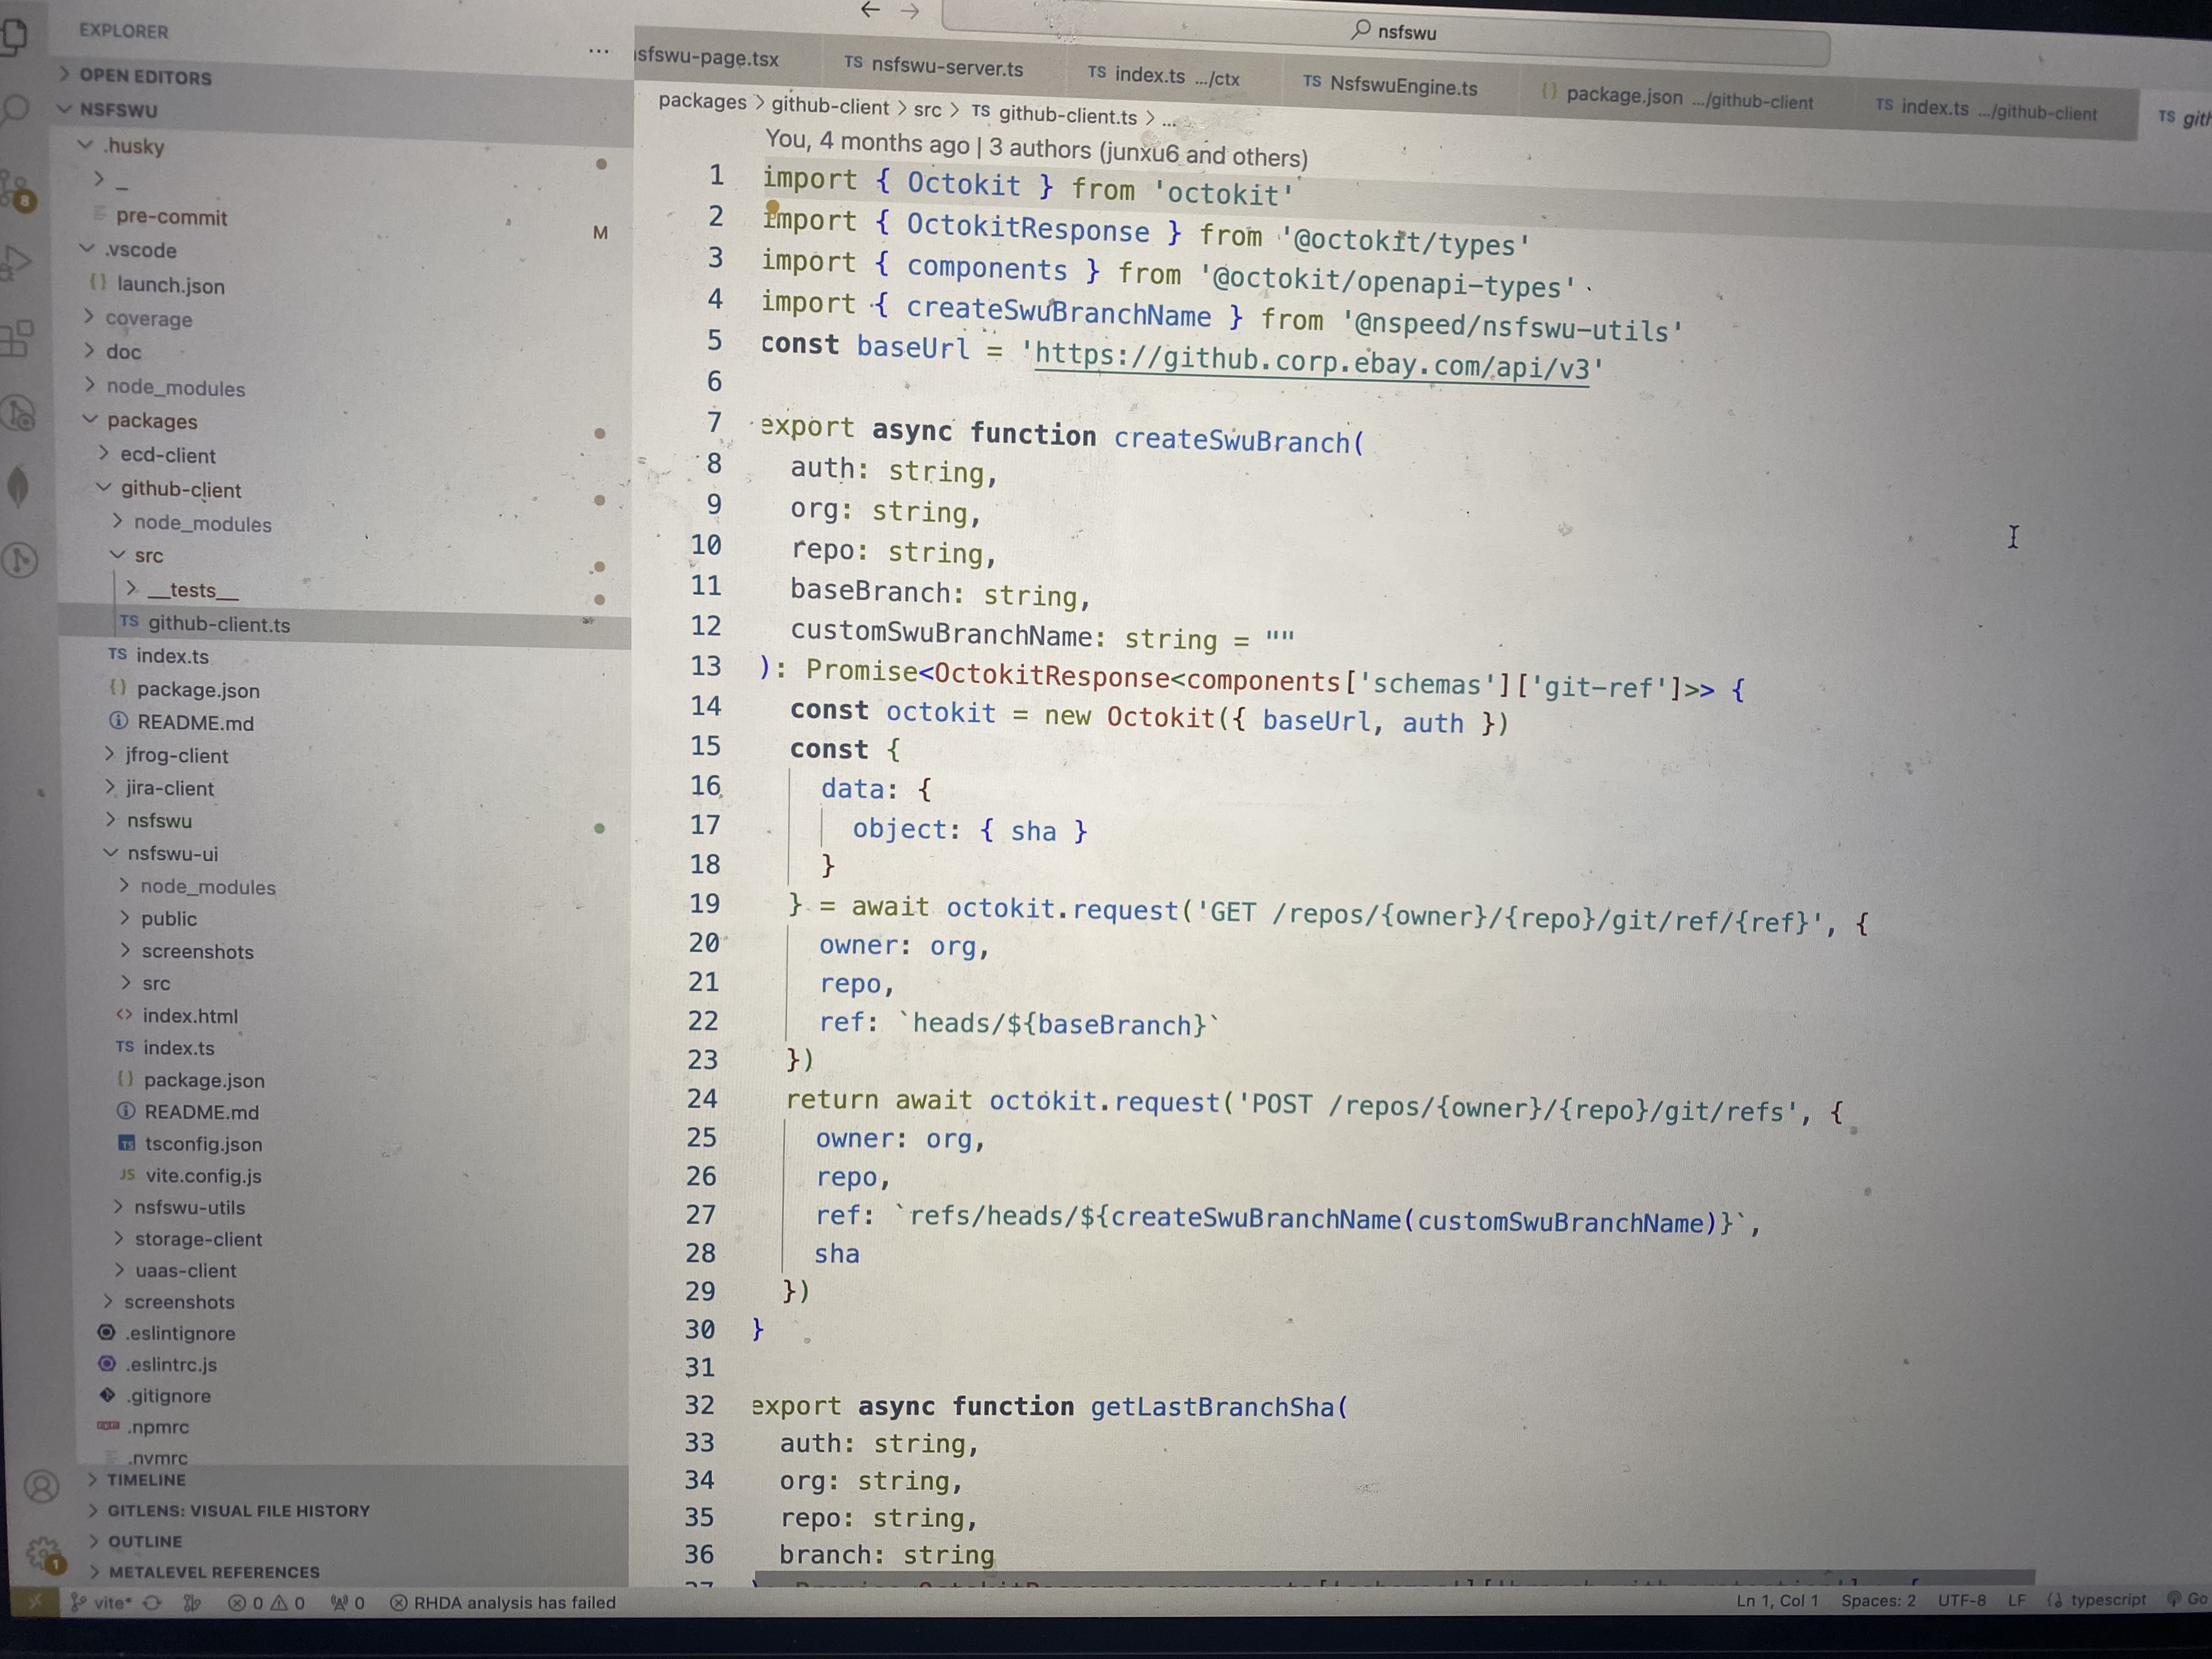 EXPLORER
...
OPEN EDITORS
NSFSWU
.husky
_
pre-commit
M
.vscode
{} launch.json
coverage
doc
node_modules
packages
ecd-client
github-client
node_modules
src
__tests__
TS github-client.ts
TS index.ts
{} package.json
README.md
jfrog-client
jira-client
nsfswu
nsfswu-ui
node_modules
public
screenshots
src
<> index.html
TS index.ts
{} package.json
README.md
TS tsconfig.json
JS vite.config.js
nsfswu-utils
storage-client
uaas-client
screenshots
.eslintignore
.eslintrc.js
.gitignore
.npmrc
.nvmrc
TIMELINE
GITLENS: VISUAL FILE HISTORY
OUTLINE
METALEVEL REFERENCES
8
1
nsfswu
sfswu-page.tsx
TS nsfswu-server.ts
TS index.ts .../ctx
TS NsfswuEngine.ts
{} package.json .../github-client
TS index.ts .../github-client
TS gith
packages > github-client > src > TS github-client.ts > ...
You, 4 months ago | 3 authors (junxu6 and others)
1 import { Octokit } from 'octokit'
2 import { OctokitResponse } from '@octokit/types'
3 import { components } from '@octokit/openapi-types'
4 import { createSwuBranchName } from '@nspeed/nsfswu-utils'
5 const baseUrl = 'https://github.corp.ebay.com/api/v3'
6
7 export async function createSwuBranch(
8 auth: string,
9 org: string,
10 repo: string,
11 baseBranch: string,
12 customSwuBranchName: string = ""
13 ): Promise<OctokitResponse<components['schemas']['git-ref']>> {
14 const octokit = new Octokit({ baseUrl, auth })
15 const {
16 data: {
17 object: { sha }
18 }
19 } = await octokit.request('GET /repos/{owner}/{repo}/git/ref/{ref}', {
20 owner: org,
21 repo,
22 ref: `heads/${baseBranch}`
23 })
24 return await octokit.request('POST /repos/{owner}/{repo}/git/refs', {
25 owner: org,
26 repo,
27 ref: `refs/heads/${createSwuBranchName(customSwuBranchName)}`,
28 sha
29 })
30 }
31
32 export async function getLastBranchSha(
33 auth: string,
34 org: string,
35 repo: string,
36 branch: string
vite* 0 0 0 RHDA analysis has failed
Ln 1, Col 1 Spaces: 2 UTF-8 LF typescript Go